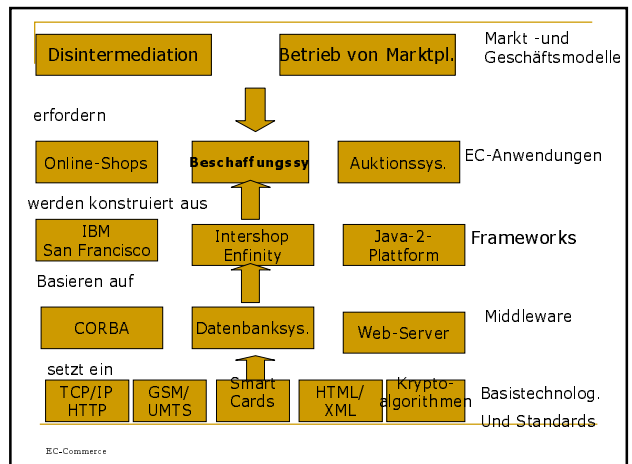 Disintermediation
Betrieb von Marktpl.
Markt -und
Geschäftsmodelle
erfordern
Online-Shops
Beschaffungssy
Auktionssys.
EC-Anwendungen
werden konstruiert aus
IBM
San Francisco
Intershop
Enfinity
Java-2-
Plattform
Frameworks
Basieren auf
CORBA
Datenbanksys.
Web-Server
Middleware
setzt ein
TCP/IP
HTTP
GSM/
UMTS
Smart
Cards
HTML/
XML
Krypto-
algorithmen
Basistechnolog.
Und Standards
EC-Commerce